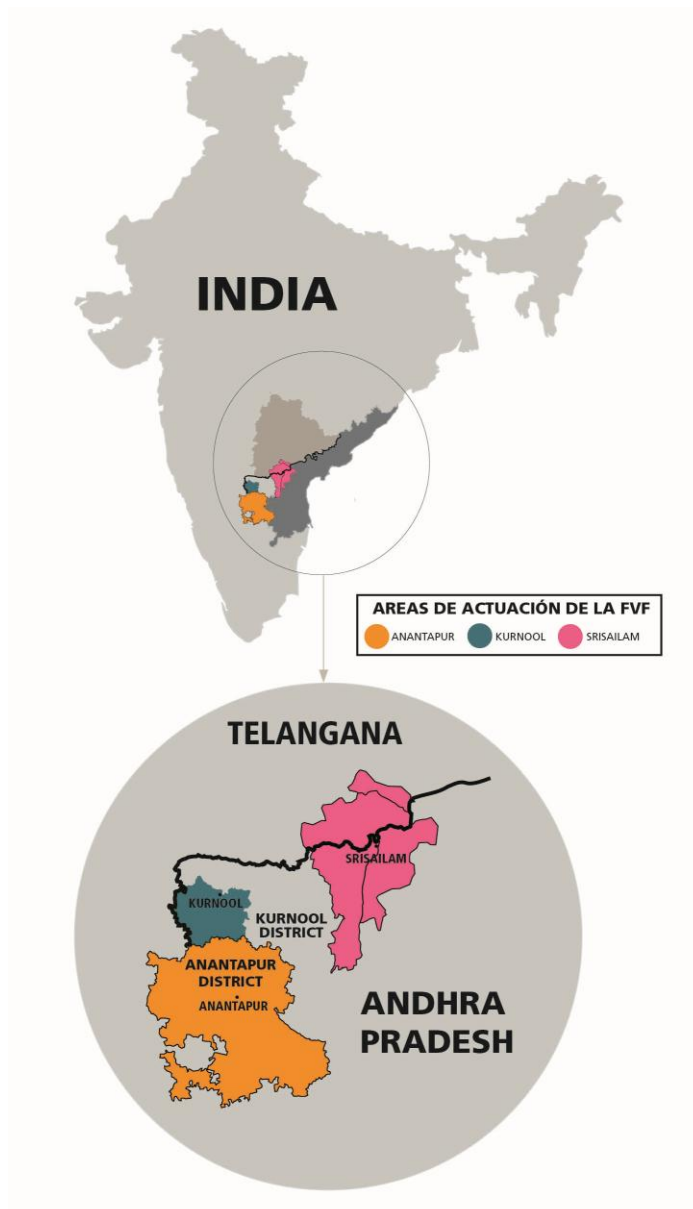 INDIA
AREAS DE ACTUACIÓN DE LA FVF
ANANTAPUR KURNOOL SRISAILAM
TELANGANA
SRISAILAM
KURNOOL
KURNOOL
DISTRICT
ANANTAPUR
DISTRICT
ANANTAPUR
ANDHRA
PRADESH